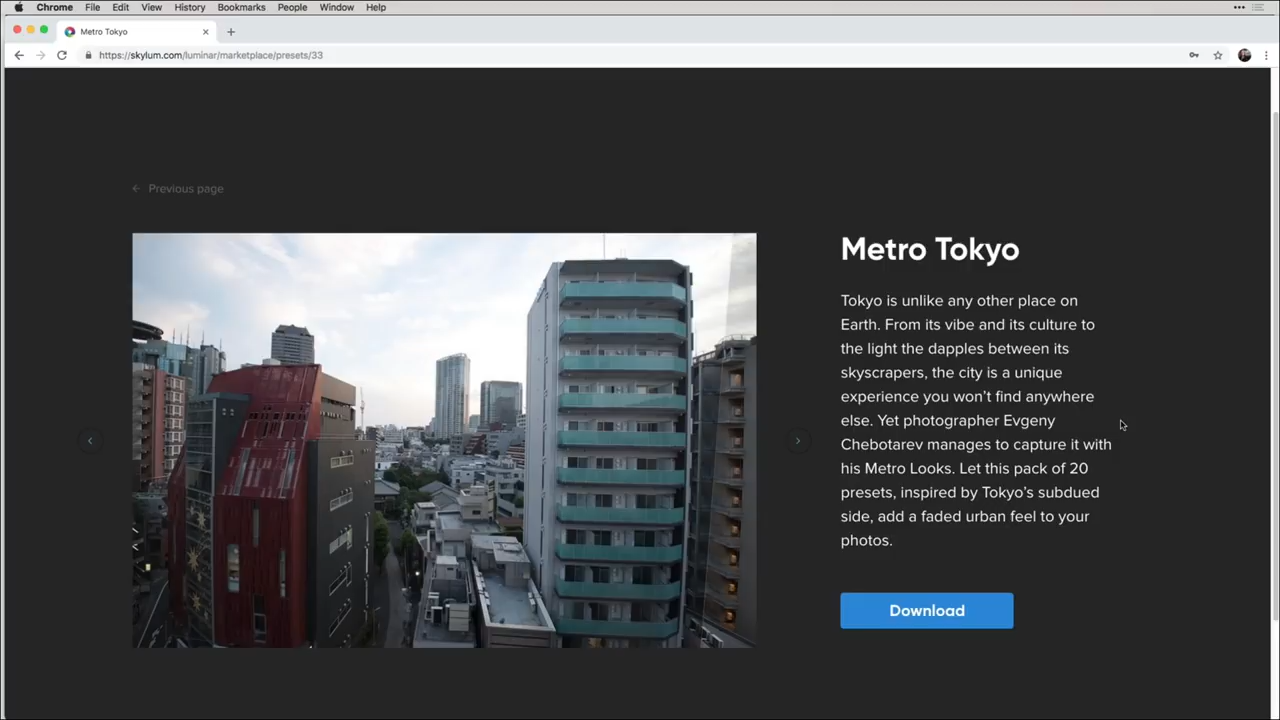 Chrome File Edit View History Bookmarks People Window Help
Metro Tokyo
https://skylum.com/luminar/marketplace/presets/33
Previous page
Metro Tokyo
Tokyo is unlike any other place on
Earth. From its vibe and its culture to
the light the dapples between its
skyscrapers, the city is a unique
experience you won't find anywhere
else. Yet photographer Evgeny
Chebotarev manages to capture it with
his Metro Looks. Let this pack of 20
presets, inspired by Tokyo's subdued
side, add a faded urban feel to your
photos.
Download